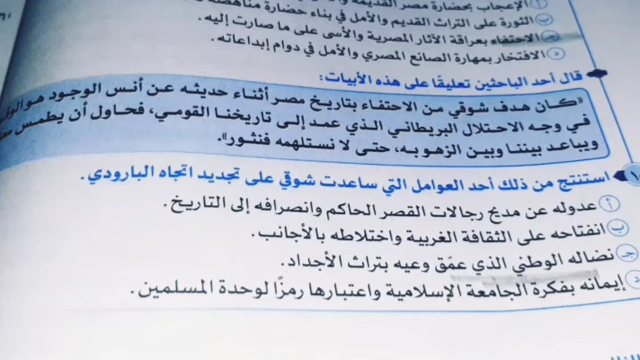 الإعجاب بحضارة مصر القديمة
الثورة على التراث القديم والأمل في بناء حضارة مناهضة
الاحتفاء بعراقة الآثار المصرية والأسى على ما صارت إليه.
د الافتخار بمهارة الصانع المصري والأمل في دوام إبداعاته.
قال أحد الباحثين تعليقًا على هذه الأبيات:
«كان هدف شوقي من الاحتفاء بتاريخ مصر أثناء حديثه عن أنس الوجود هو
في وجه الاحتلال البريطاني الذي عمد إلى تاريخنا القومي، فحاول أن يطمس
ويباعد بيننا وبين الزهو به، حتى لا نستلهمه فنثور».
استنتج من ذلك أحد العوامل التي ساعدت شوقي على تجديد اتجاه البارودي.
أ عدوله عن مديح رجالات القصر الحاكم وانصرافه إلى التاريخ.
ب انفتاحه على الثقافة الغربية واختلاطه بالأجانب.
جـ نضاله الوطني الذي عمّق وعيه بتراث الأجداد.
د إيمانه بفكرة الجامعة الإسلامية واعتبارها رمزًا لوحدة المسلمين.